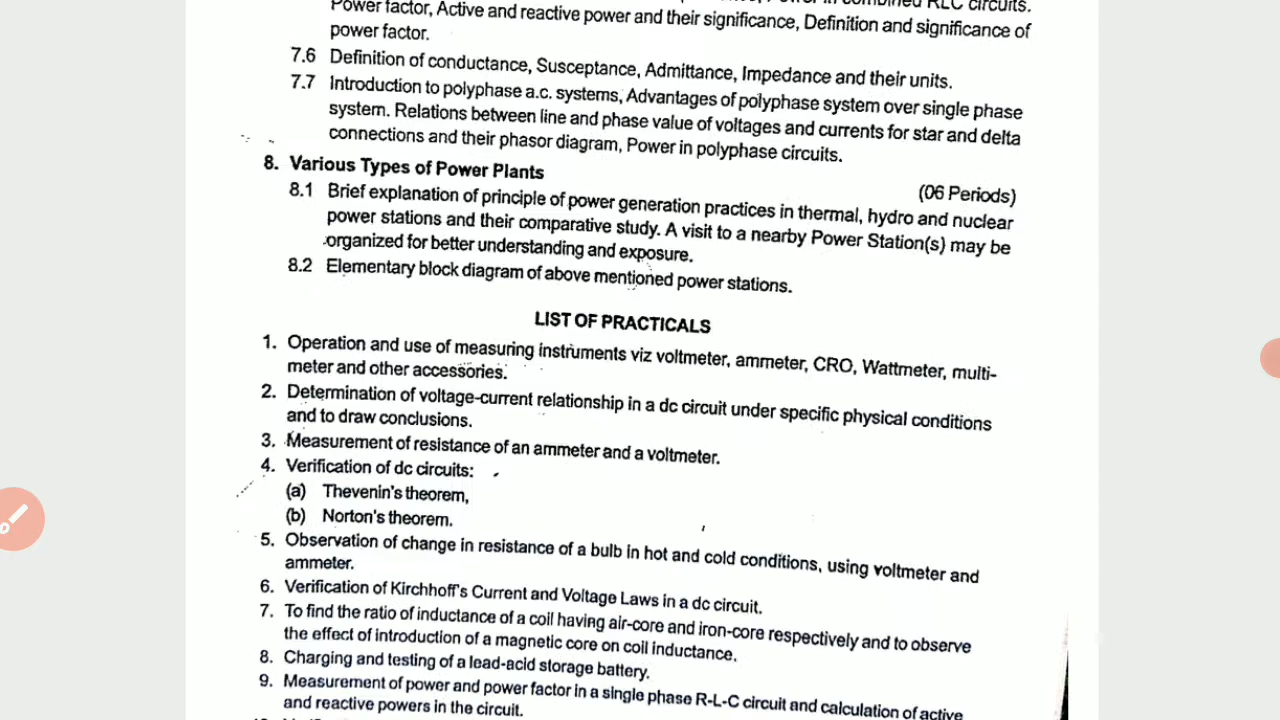 Power factor, Active and reactive power and their significance, Definition and significance of
power factor.
7.6 Definition of conductance, Susceptance, Admittance, Impedance and their units.
7.7 Introduction to polyphase a.c. systems, Advantages of polyphase system over single phase
system. Relations between line and phase value of voltages and currents for star and delta
connections and their phasor diagram, Power in polyphase circuits.
8. Various Types of Power Plants
(06 Periods)
8.1 Brief explanation of principle of power generation practices in thermal, hydro and nuclear
power stations and their comparative study. A visit to a nearby Power Station(s) may be
organized for better understanding and exposure.
8.2 Elementary block diagram of above mentioned power stations.
LIST OF PRACTICALS
1. Operation and use of measuring instruments viz voltmeter, ammeter, CRO, Wattmeter, multi-
meter and other accessories.
2. Determination of voltage-current relationship in a dc circuit under specific physical conditions
and to draw conclusions.
3. Measurement of resistance of an ammeter and a voltmeter.
4. Verification of dc circuits:
(a) Thevenin's theorem,
(b) Norton's theorem.
5. Observation of change in resistance of a bulb in hot and cold conditions, using voltmeter and
ammeter.
6. Verification of Kirchhoff's Current and Voltage Laws in a dc circuit.
7. To find the ratio of inductance of a coil having air-core and iron-core respectively and to observe
the effect of introduction of a magnetic core on coil inductance.
8. Charging and testing of a lead-acid storage battery.
9. Measurement of power and power factor in a single phase R-L-C circuit and calculation of active
and reactive powers in the circuit.